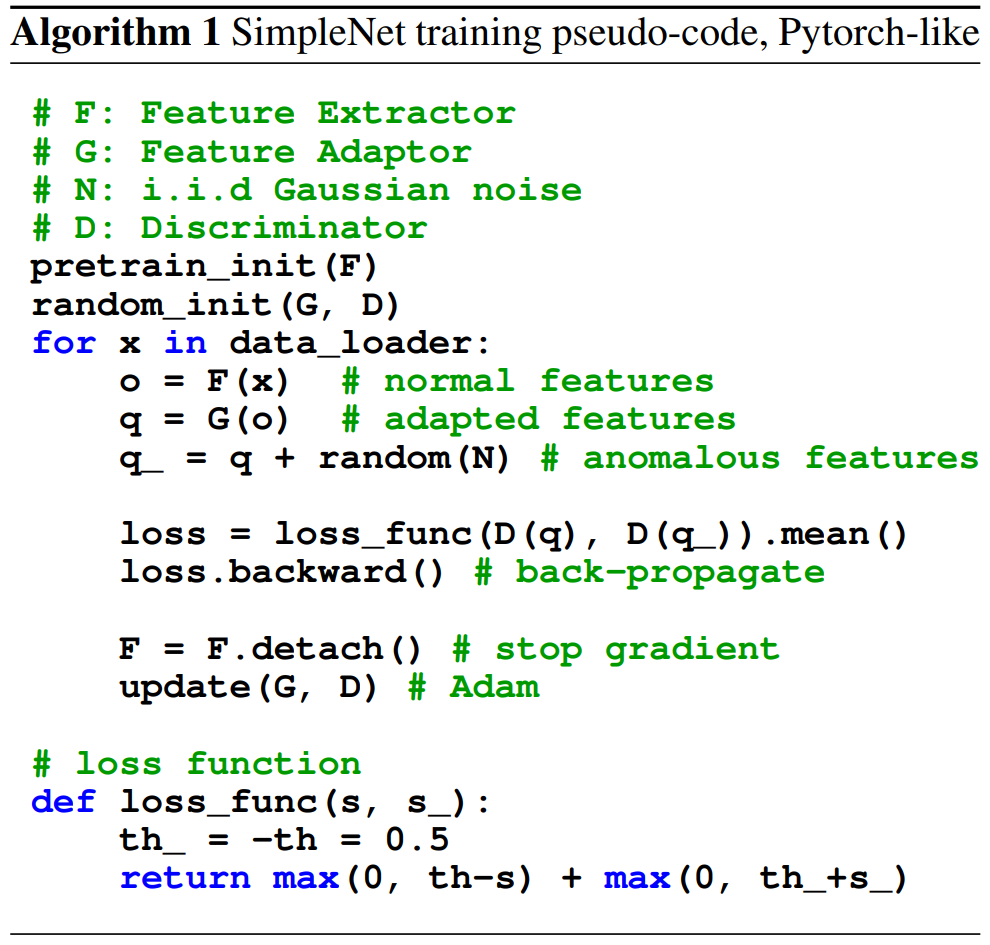 Algorithm 1 SimpleNet training pseudo-code, Pytorch-like
# F: Feature Extractor
# G: Feature Adaptor
# N: i.i.d Gaussian noise
# D: Discriminator
pretrain_init(F)
random_init(G, D)
for x in data_loader:
    o = F(x)  # normal features
    q = G(o)  # adapted features
    q_ = q + random(N) # anomalous features
    loss = loss_func(D(q), D(q_)).mean()
    loss.backward() # back-propagate
    F = F.detach() # stop gradient
    update(G, D) # Adam
# loss function
def loss_func(s, s_):
    th_ = -th = 0.5
    return max(0, th-s) + max(0, th_+s_)